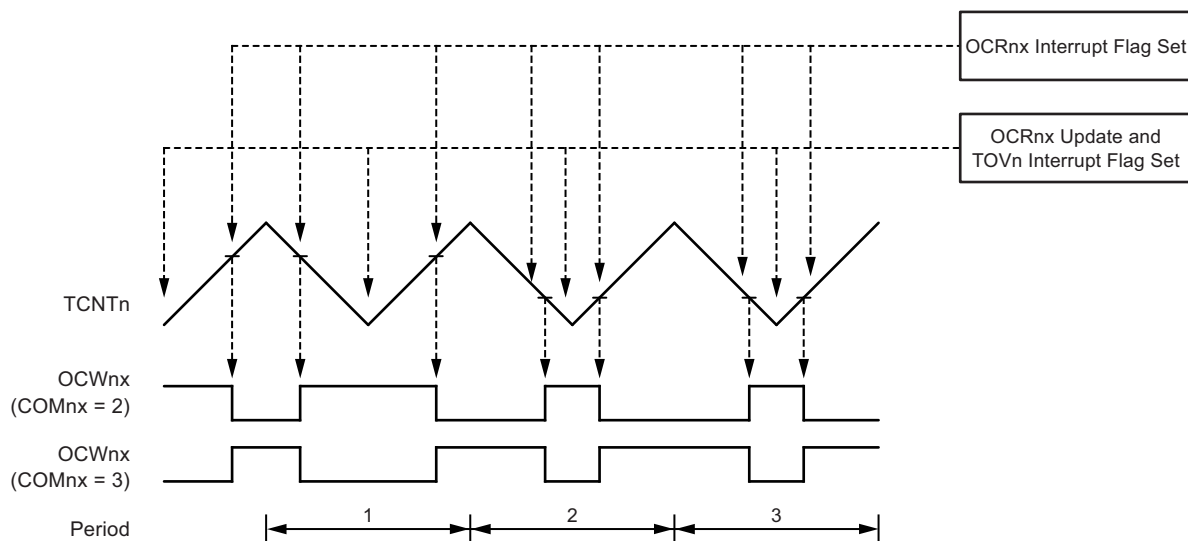 OCRnx Interrupt Flag Set
OCRnx Update and
TOVn Interrupt Flag Set
TCNTn
OCWnx
(COMnx = 2)
OCWnx
(COMnx = 3)
Period
1
2
3